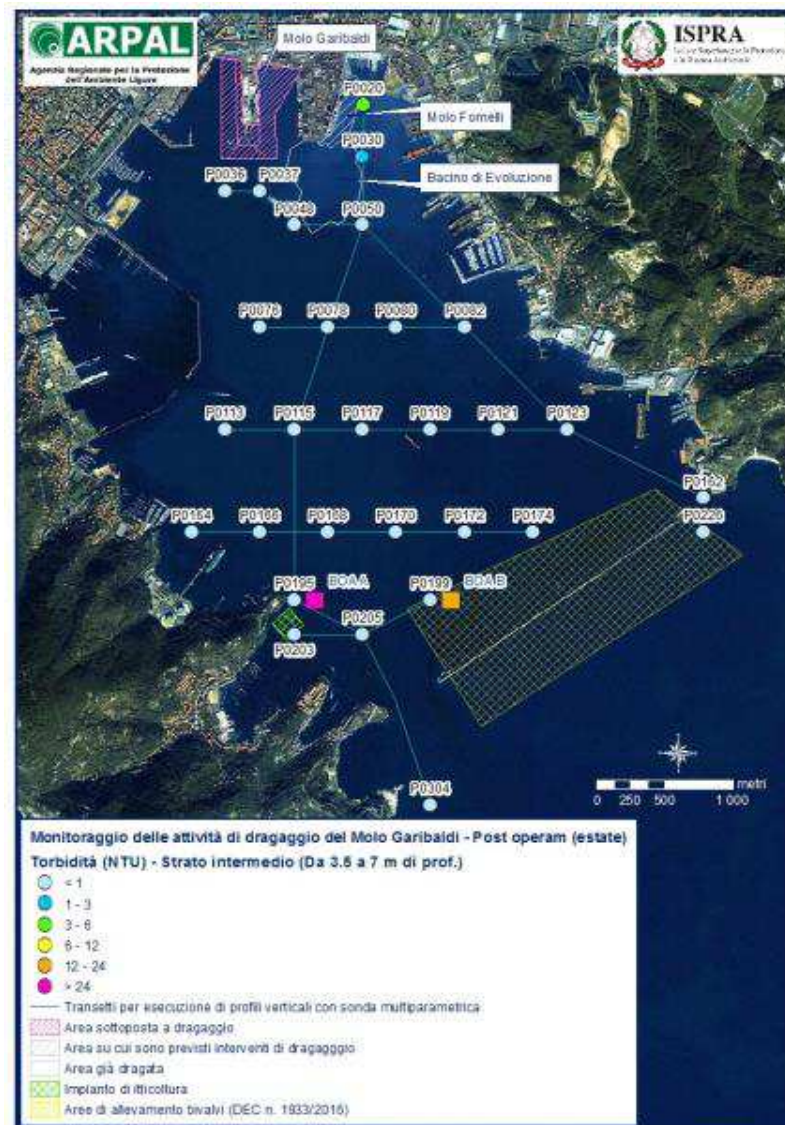 ARPAL
Agenzia Regionale per la Protezione
dell'Ambiente Ligure
Molo Garibaldi
ISPRA
P0020
Molo Fornelli
P0030
Bacino di Evoluzione
P0036
P0037
P0048
P0050
P0076
P0078
P0080
P0082
P0113
P0115
P0117
P0119
P0121
P0123
P0162
P0164
P0166
P0168
P0170
P0172
P0174
P0226
P0195
BOA A
P0199
BOA B
P0203
P0205
P0304
metri
0 250 500 1 000
Monitoraggio delle attività di dragaggio del Molo Garibaldi - Post operam (estate)
Torbidità (NTU) - Strato intermedio (Da 3.5 a 7 m di prof.)
< 1
1 - 3
3 - 6
6 - 12
12 - 24
> 24
Transetti per esecuzione di profili verticali con sonda multiparametrica
Area sottoposta a dragaggio
Area su cui sono previsti interventi di dragagggio
Area già dragata
Impianto di itticoltura
Aree di allevamento bivalvi (DEC n. 1933/2016)